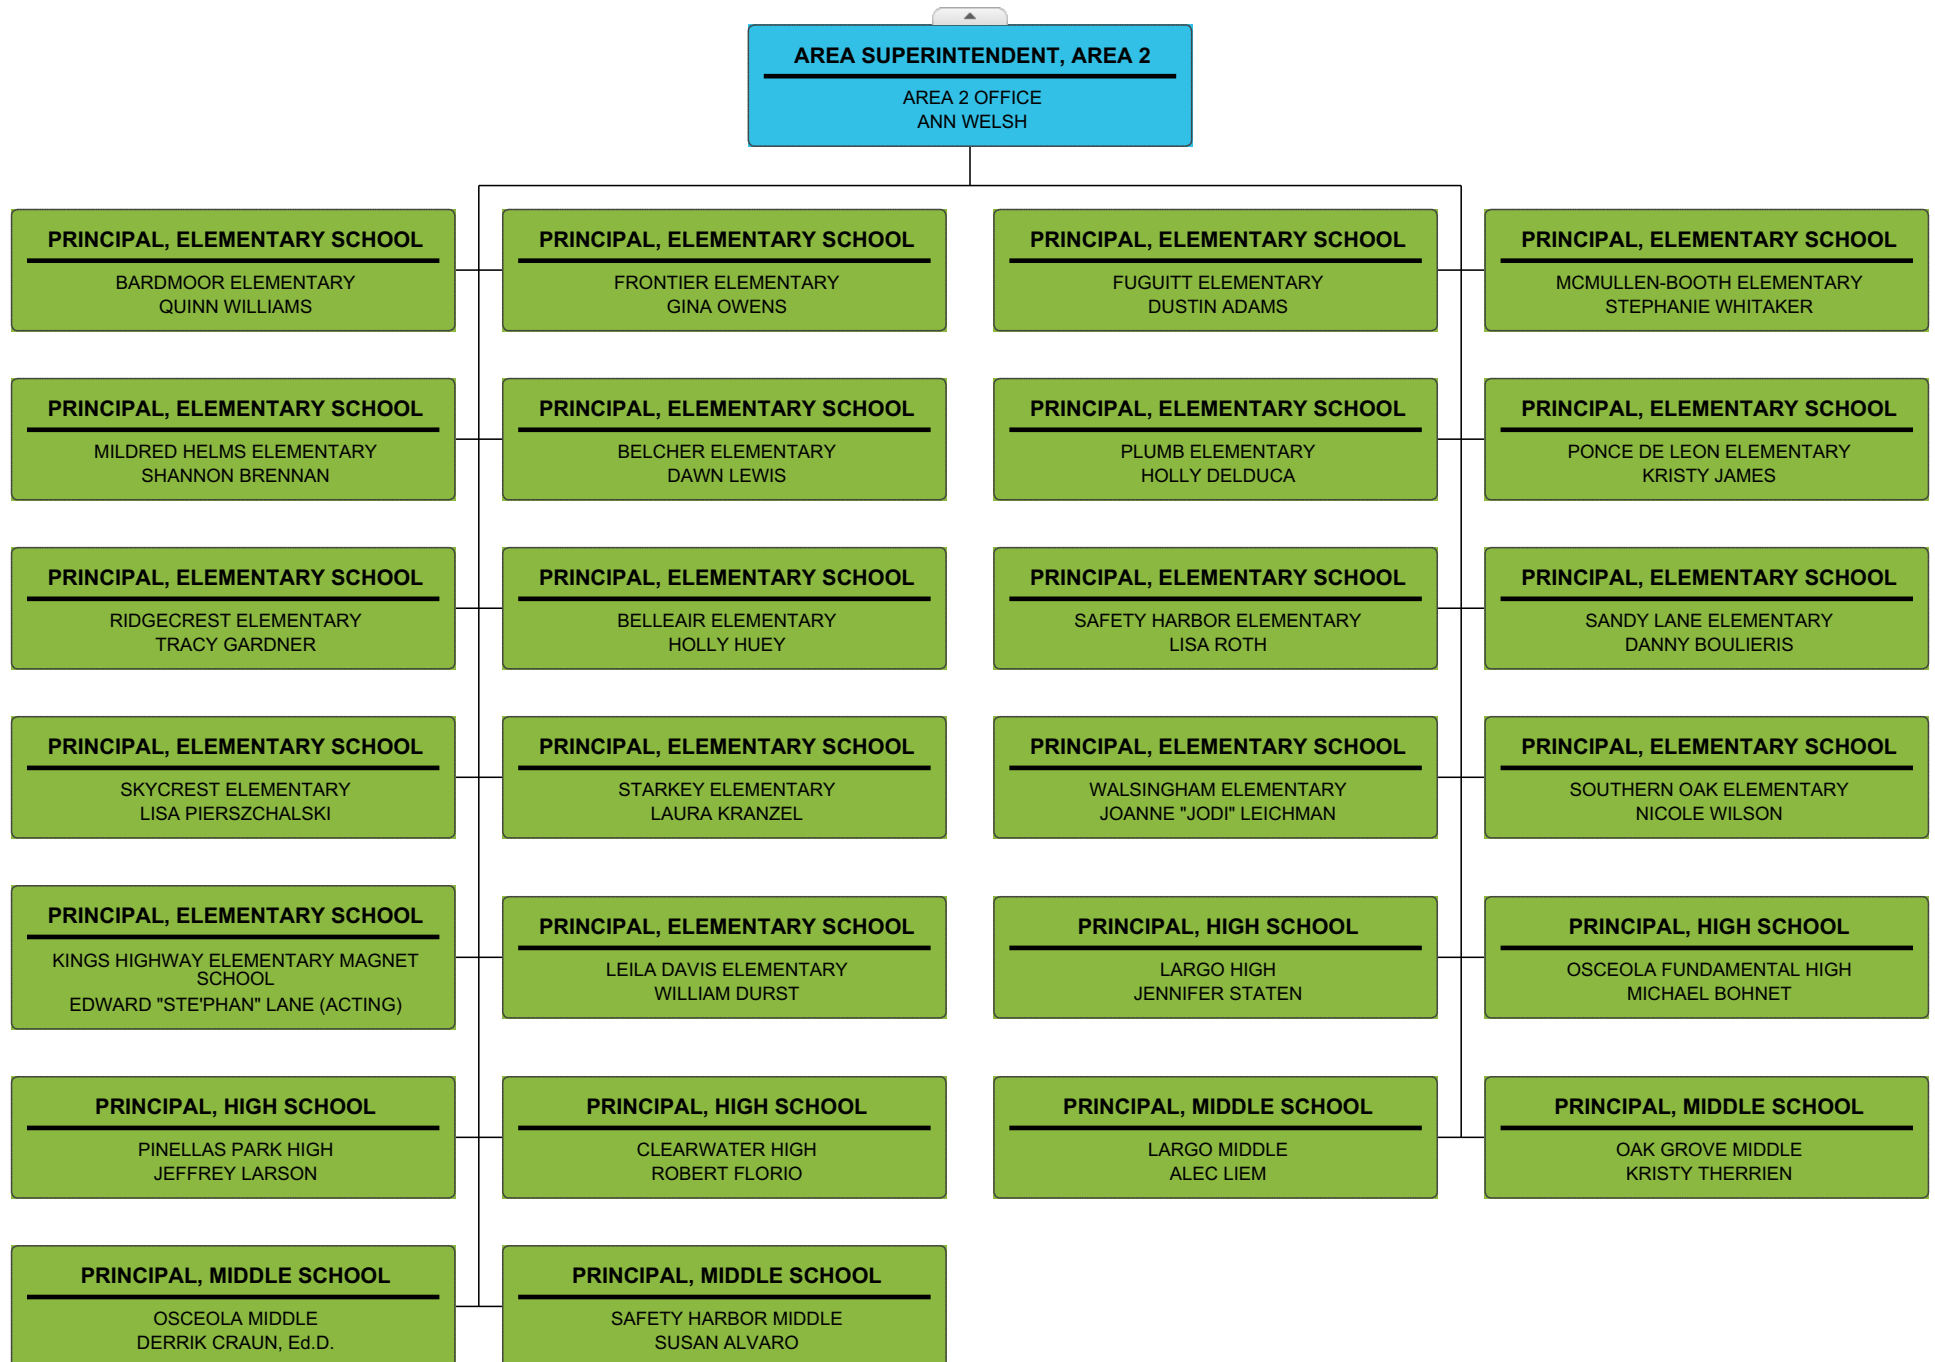 AREA SUPERINTENDENT, AREA 2
AREA 2 OFFICE
ANN WELSH
PRINCIPAL, ELEMENTARY SCHOOL
BARDMOOR ELEMENTARY
QUINN WILLIAMS
PRINCIPAL, ELEMENTARY SCHOOL
FRONTIER ELEMENTARY
GINA OWENS
PRINCIPAL, ELEMENTARY SCHOOL
FUGUITT ELEMENTARY
DUSTIN ADAMS
PRINCIPAL, ELEMENTARY SCHOOL
MCMULLEN-BOOTH ELEMENTARY
STEPHANIE WHITAKER
PRINCIPAL, ELEMENTARY SCHOOL
MILDRED HELMS ELEMENTARY
SHANNON BRENNAN
PRINCIPAL, ELEMENTARY SCHOOL
BELCHER ELEMENTARY
DAWN LEWIS
PRINCIPAL, ELEMENTARY SCHOOL
PLUMB ELEMENTARY
HOLLY DELDUCA
PRINCIPAL, ELEMENTARY SCHOOL
PONCE DE LEON ELEMENTARY
KRISTY JAMES
PRINCIPAL, ELEMENTARY SCHOOL
RIDGECREST ELEMENTARY
TRACY GARDNER
PRINCIPAL, ELEMENTARY SCHOOL
BELLEAIR ELEMENTARY
HOLLY HUEY
PRINCIPAL, ELEMENTARY SCHOOL
SAFETY HARBOR ELEMENTARY
LISA ROTH
PRINCIPAL, ELEMENTARY SCHOOL
SANDY LANE ELEMENTARY
DANNY BOULIERIS
PRINCIPAL, ELEMENTARY SCHOOL
SKYCREST ELEMENTARY
LISA PIERSZCHALSKI
PRINCIPAL, ELEMENTARY SCHOOL
STARKEY ELEMENTARY
LAURA KRANZEL
PRINCIPAL, ELEMENTARY SCHOOL
WALSINGHAM ELEMENTARY
JOANNE "JODI" LEICHMAN
PRINCIPAL, ELEMENTARY SCHOOL
SOUTHERN OAK ELEMENTARY
NICOLE WILSON
PRINCIPAL, ELEMENTARY SCHOOL
KINGS HIGHWAY ELEMENTARY MAGNET
SCHOOL
EDWARD "STE'PHAN" LANE (ACTING)
PRINCIPAL, ELEMENTARY SCHOOL
LEILA DAVIS ELEMENTARY
WILLIAM DURST
PRINCIPAL, HIGH SCHOOL
LARGO HIGH
JENNIFER STATEN
PRINCIPAL, HIGH SCHOOL
OSCEOLA FUNDAMENTAL HIGH
MICHAEL BOHNET
PRINCIPAL, HIGH SCHOOL
PINELLAS PARK HIGH
JEFFREY LARSON
PRINCIPAL, HIGH SCHOOL
CLEARWATER HIGH
ROBERT FLORIO
PRINCIPAL, MIDDLE SCHOOL
LARGO MIDDLE
ALEC LIEM
PRINCIPAL, MIDDLE SCHOOL
OAK GROVE MIDDLE
KRISTY THERRIEN
PRINCIPAL, MIDDLE SCHOOL
OSCEOLA MIDDLE
DERRIK CRAUN, Ed.D.
PRINCIPAL, MIDDLE SCHOOL
SAFETY HARBOR MIDDLE
SUSAN ALVARO